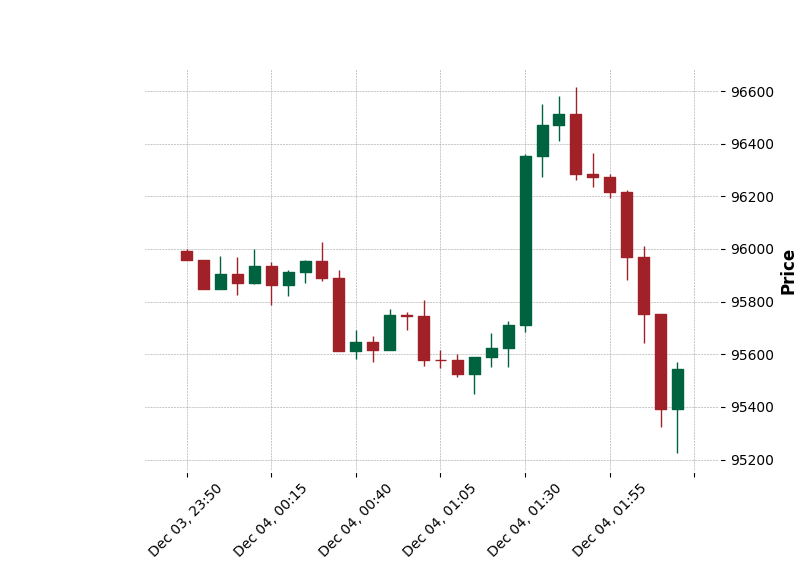 96600
96400
96200
96000
95800
95600
95400
95200
Price
Dec 03, 23:50
Dec 04, 00:15
Dec 04, 00:40
Dec 04, 01:05
Dec 04, 01:30
Dec 04, 01:55